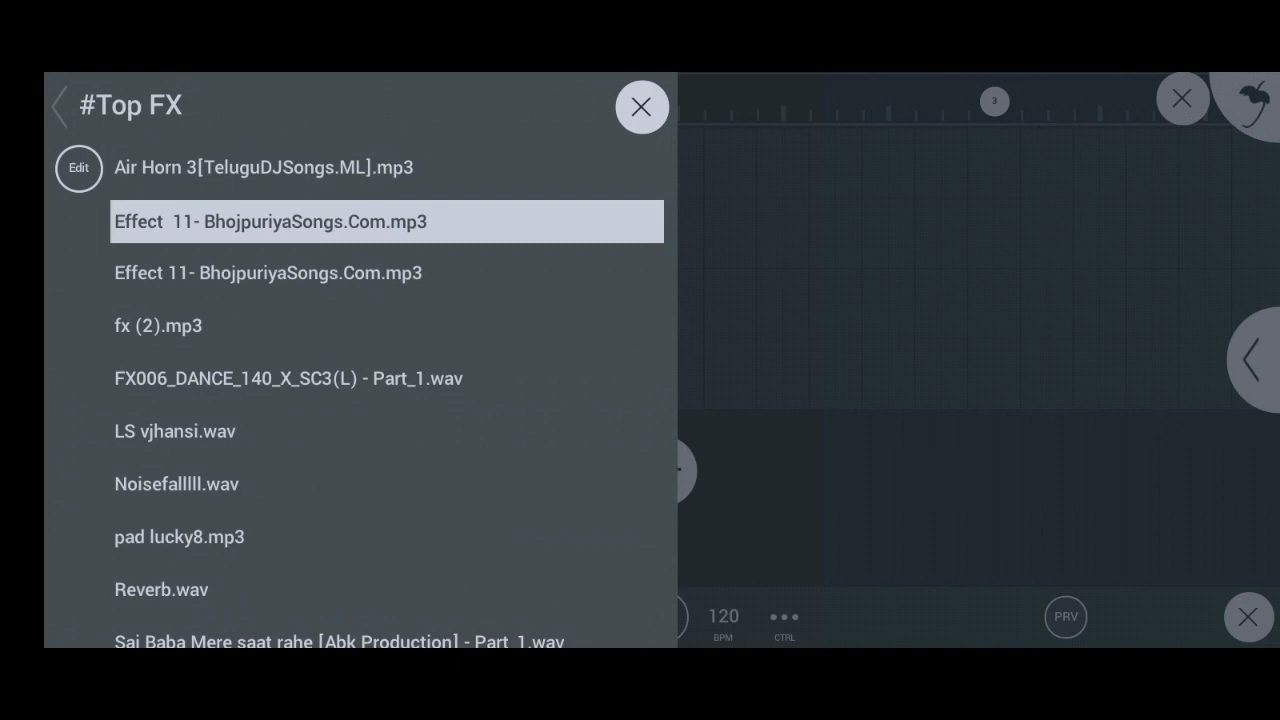 #Top FX
3
Edit
Air Horn 3[TeluguDJSongs.ML].mp3
Effect  11- BhojpuriyaSongs.Com.mp3
Effect 11- BhojpuriyaSongs.Com.mp3
fx (2).mp3
FX006_DANCE_140_X_SC3(L) - Part_1.wav
LS vjhansi.wav
Noisefalllll.wav
pad lucky8.mp3
Reverb.wav
Sai Baba Mere saat rahe [Abk Production] - Part_1.wav
120
BPM
CTRL
PRV